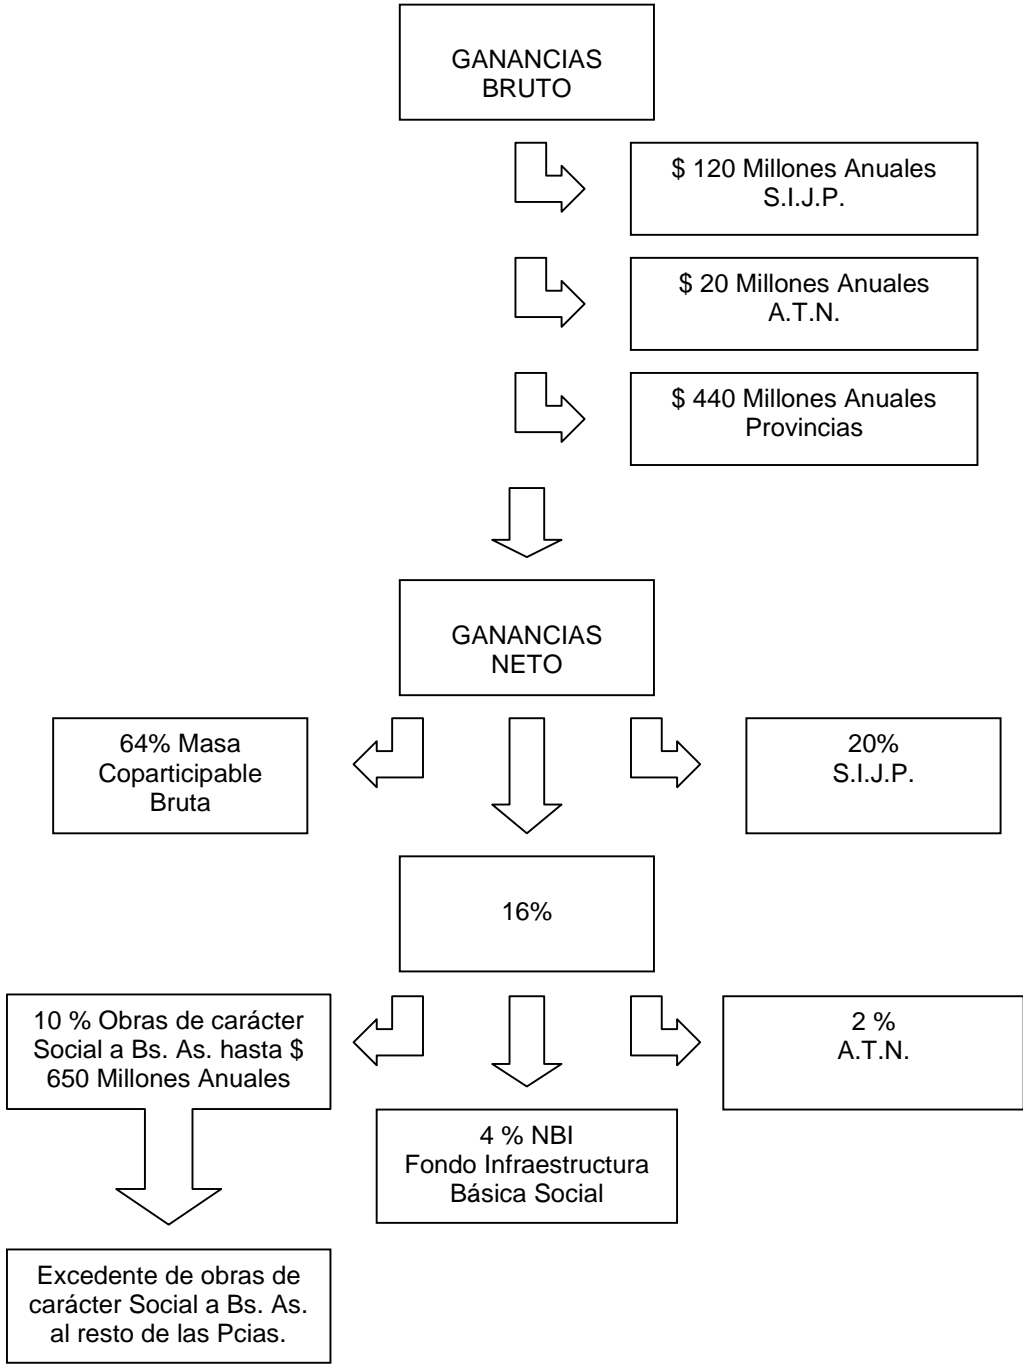 GANANCIAS
BRUTO
$ 120 Millones Anuales
S.I.J.P.
$ 20 Millones Anuales
A.T.N.
$ 440 Millones Anuales
Provincias
GANANCIAS
NETO
64% Masa
Coparticipable
Bruta
20%
S.I.J.P.
16%
10 % Obras de carácter
Social a Bs. As. hasta $
650 Millones Anuales
4 % NBI
Fondo Infraestructura
Básica Social
2 %
A.T.N.
Excedente de obras de
carácter Social a Bs. As.
al resto de las Pcias.